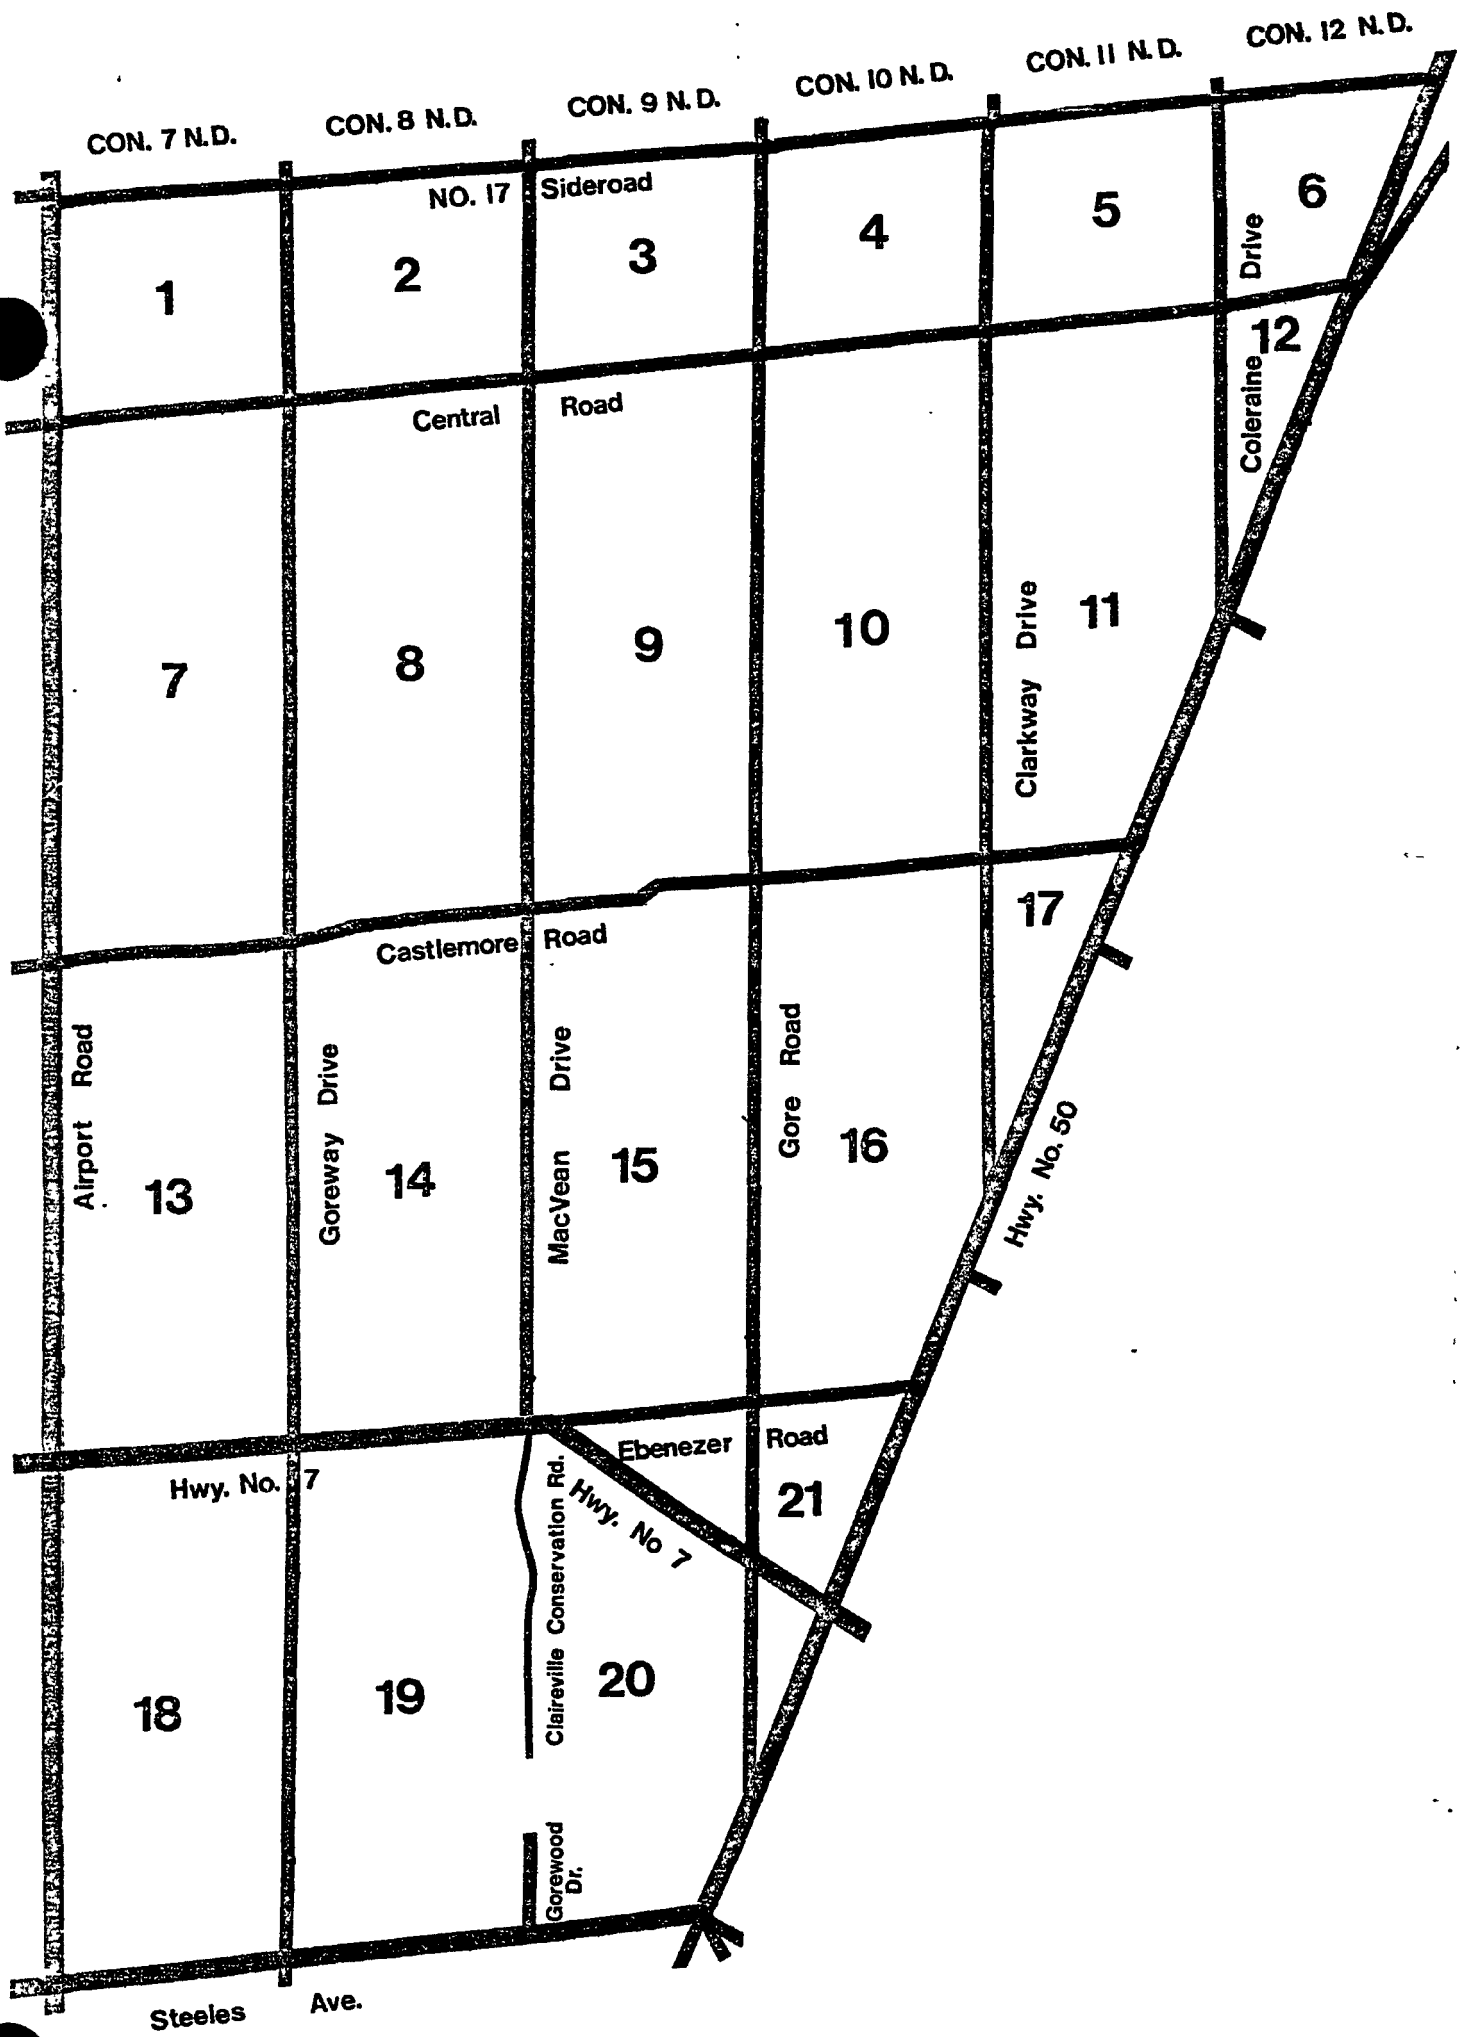 CON. 7 N.D.
CON. 8 N.D.
CON. 9 N.D.
CON. 10 N.D.
CON. 11 N.D.
CON. 12 N.D.
NO. 17 Sideroad
1
2
3
4
5
6
Central Road
Coleraine Drive
12
7
8
9
10
11
Clarkway Drive
Castlemore Road
17
Airport Road
13
Goreway Drive
14
MacVean Drive
15
Gore Road
16
Hwy. No. 50
Hwy. No. 7
Ebenezer Road
Hwy. No 7
21
18
19
Claireville Conservation Rd.
20
Gorewood
Dr.
Steeles Ave.